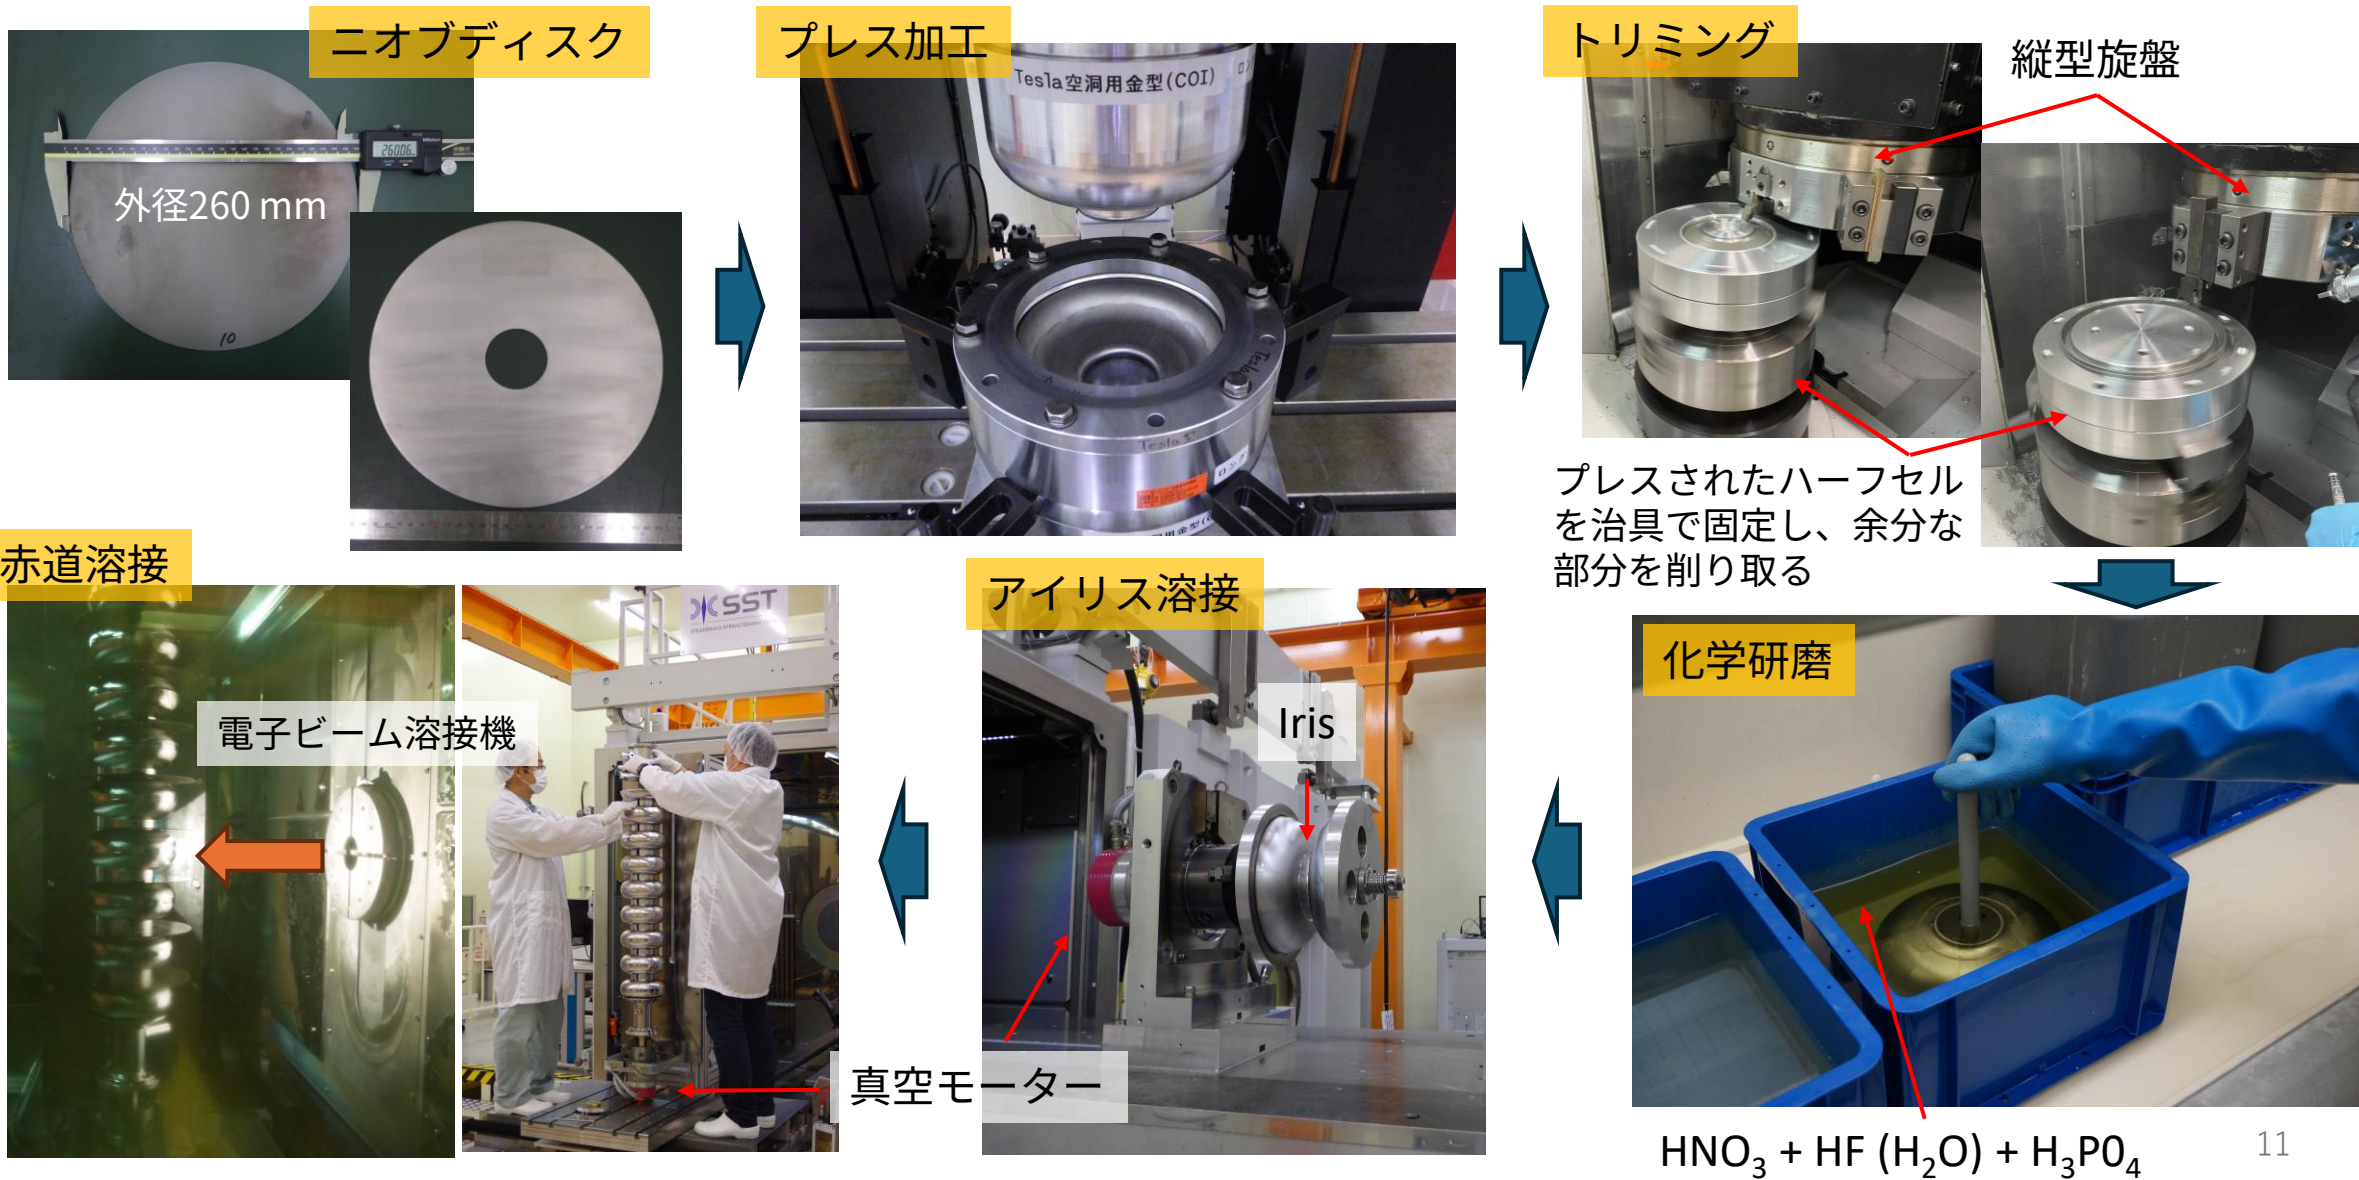 ニオブディスク
外径260 mm
10
プレス加工
Tesla空洞用金型(COI)
トリミング
縦型旋盤
プレスされたハーフセル
を治具で固定し、余分な
部分を削り取る
化学研磨
HNO₃ + HF (H₂O) + H₃P0₄
アイリス溶接
Iris
真空モーター
赤道溶接
電子ビーム溶接機
SST
11